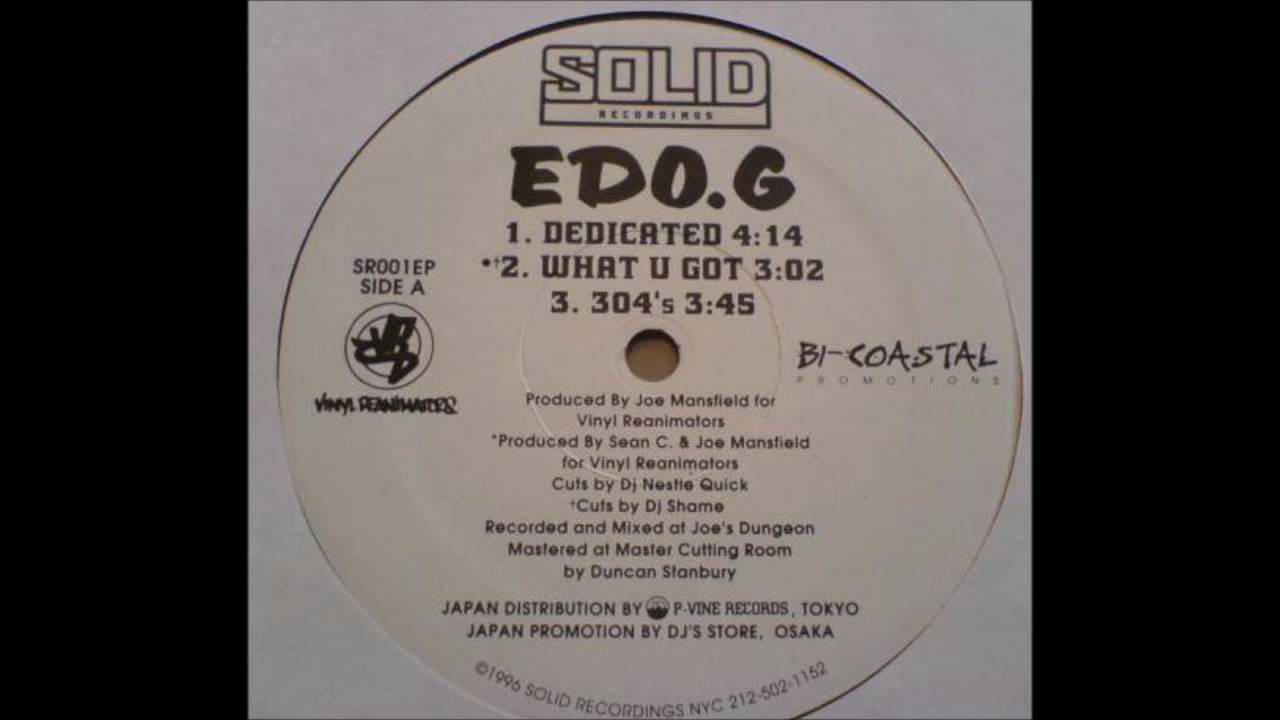 SOLID
RECORDINGS
EDO.G
1. DEDICATED 4:14
*†2. WHAT U GOT 3:02
3. 304's 3:45
SR001EP
SIDE A
VINYL REANIMATORS
BI-COASTAL
PROMOTIONS
Produced By Joe Mansfield for
Vinyl Reanimators
*Produced By Sean C. & Joe Mansfield
for Vinyl Reanimators
Cuts by Dj Nestle Quick
†Cuts by Dj Shame
Recorded and Mixed at Joe's Dungeon
Mastered at Master Cutting Room
by Duncan Stanbury
JAPAN DISTRIBUTION BY P-VINE RECORDS, TOKYO
JAPAN PROMOTION BY DJ'S STORE, OSAKA
©1996 SOLID RECORDINGS NYC 212-502-1152